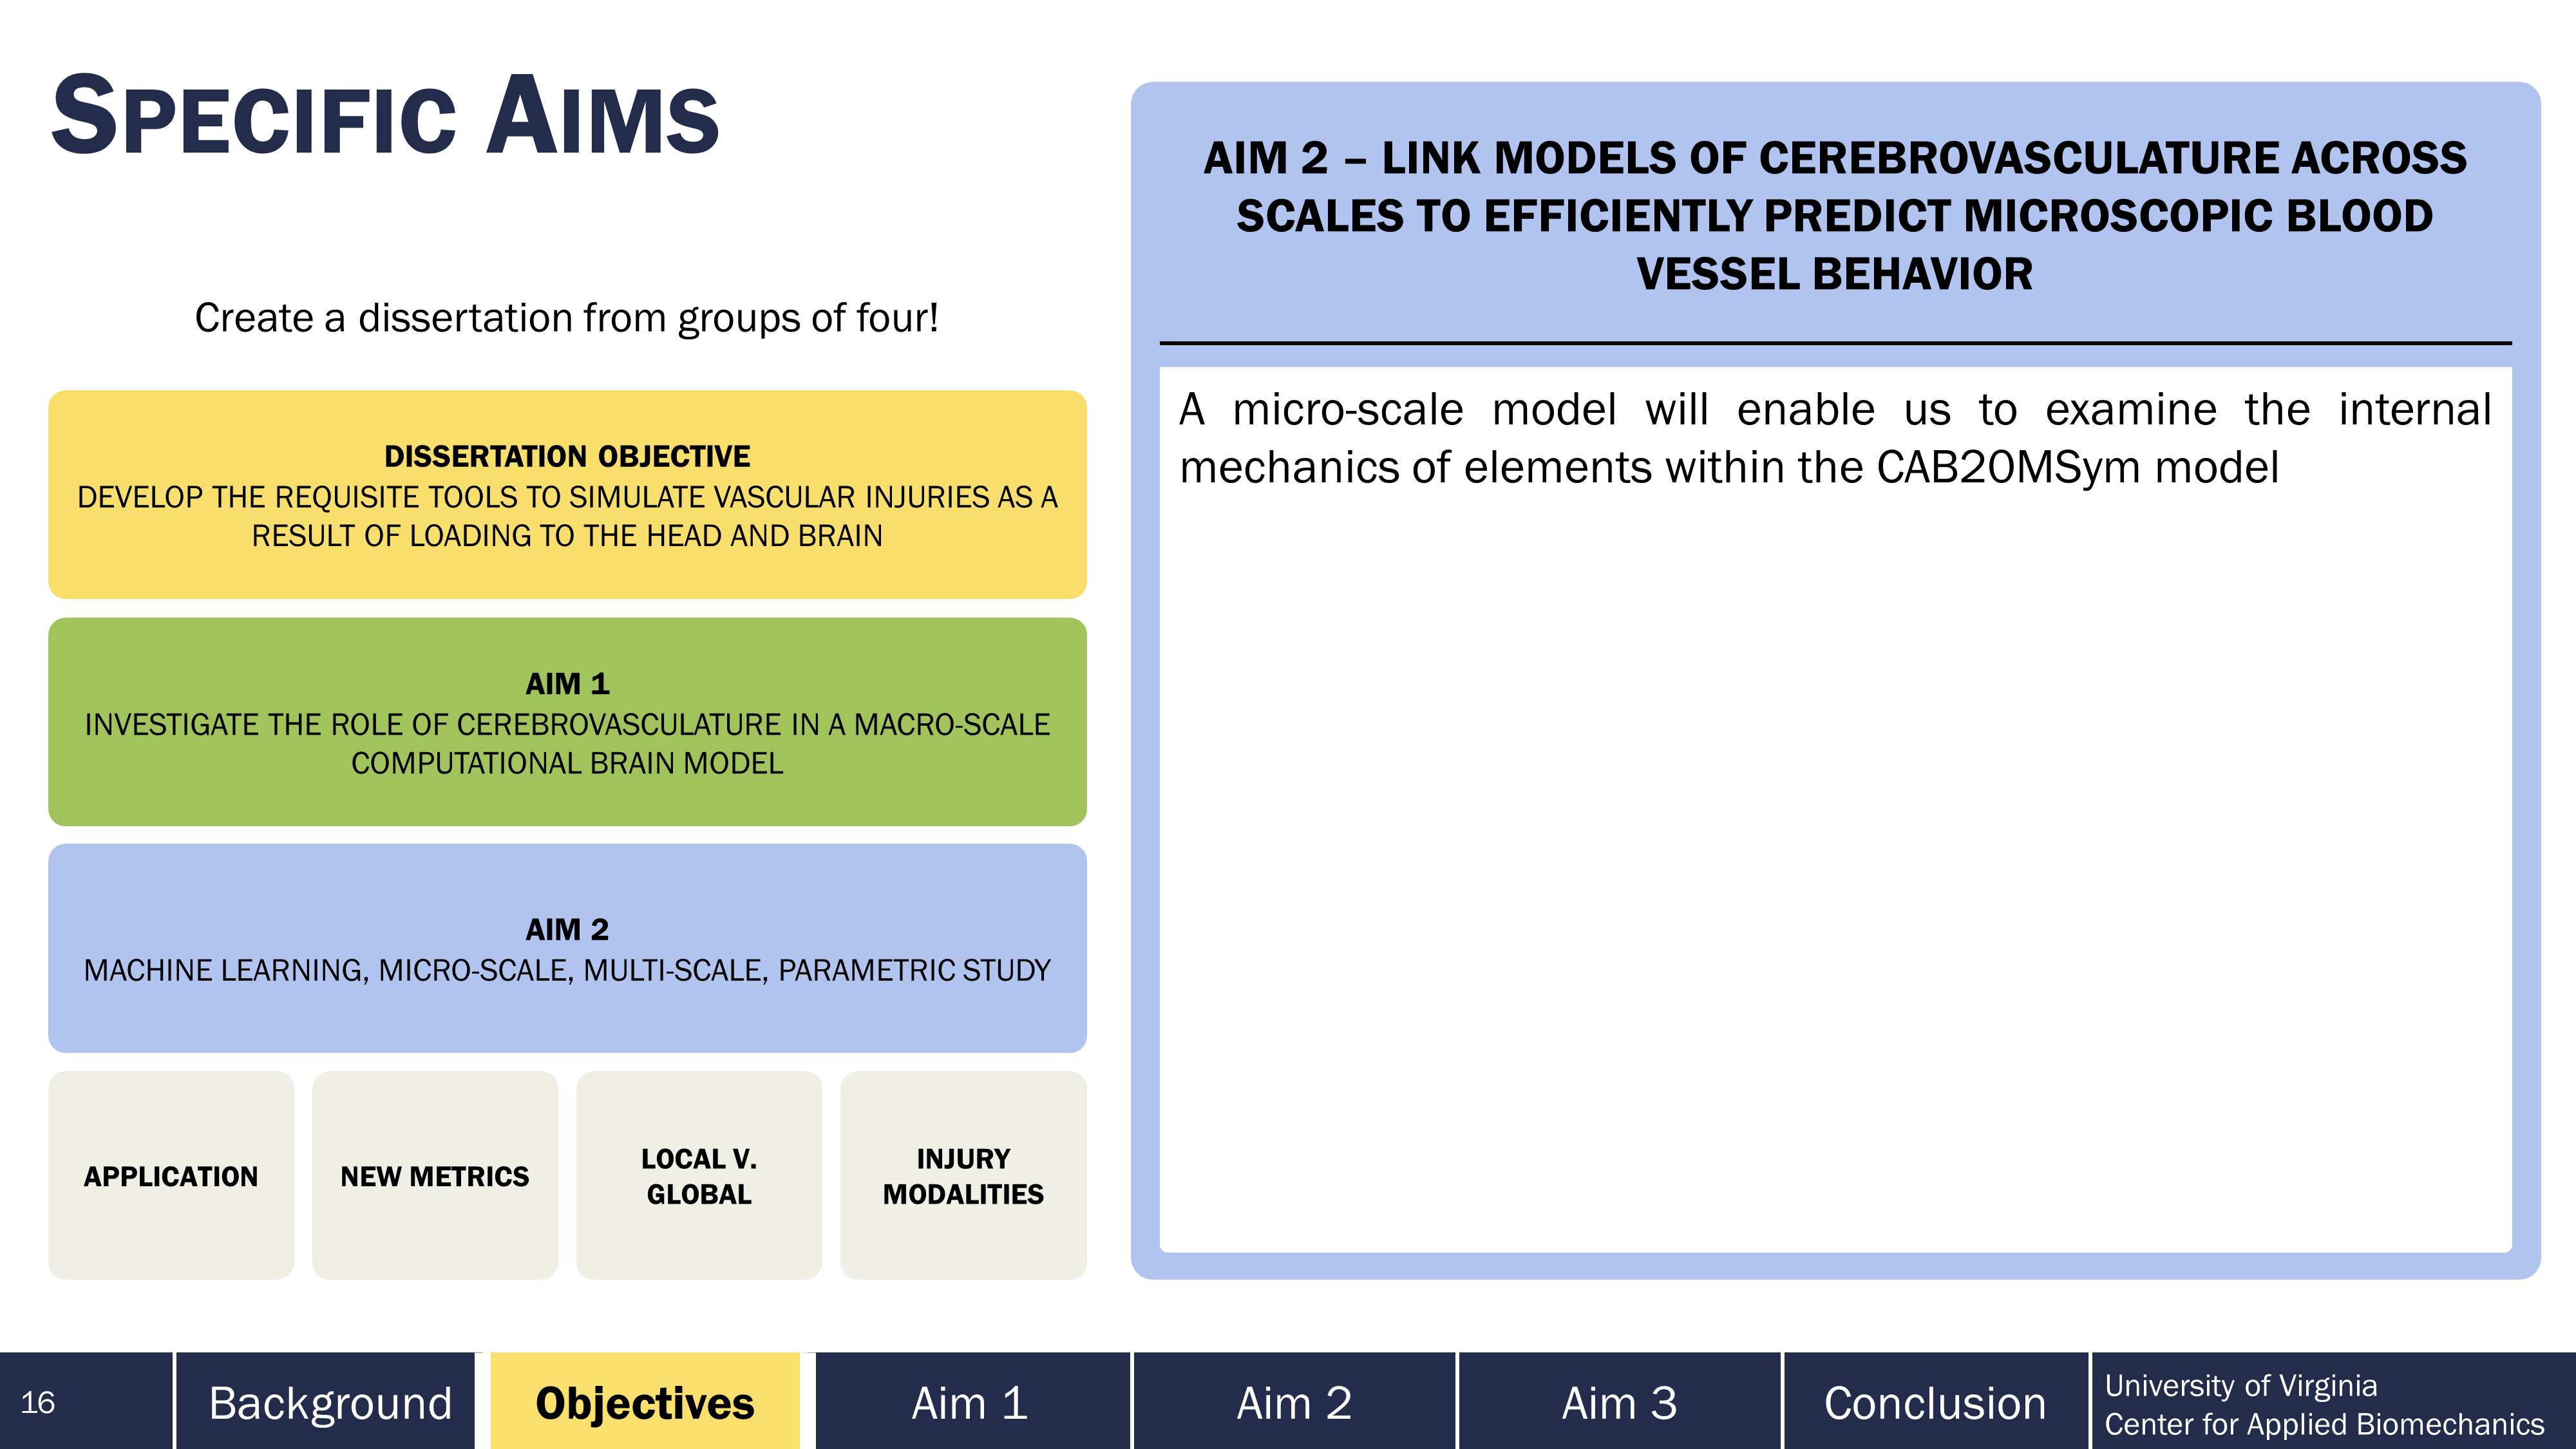 SPECIFIC AIMS
Create a dissertation from groups of four!
DISSERTATION OBJECTIVE
DEVELOP THE REQUISITE TOOLS TO SIMULATE VASCULAR INJURIES AS A
RESULT OF LOADING TO THE HEAD AND BRAIN
AIM 1
INVESTIGATE THE ROLE OF CEREBROVASCULATURE IN A MACRO-SCALE
COMPUTATIONAL BRAIN MODEL
AIM 2
MACHINE LEARNING, MICRO-SCALE, MULTI-SCALE, PARAMETRIC STUDY
APPLICATION
NEW METRICS
LOCAL V.
GLOBAL
INJURY
MODALITIES
AIM 2 – LINK MODELS OF CEREBROVASCULATURE ACROSS
SCALES TO EFFICIENTLY PREDICT MICROSCOPIC BLOOD
VESSEL BEHAVIOR
A micro-scale model will enable us to examine the internal
mechanics of elements within the CAB20MSym model
16
Background
Objectives
Aim 1
Aim 2
Aim 3
Conclusion
University of Virginia
Center for Applied Biomechanics